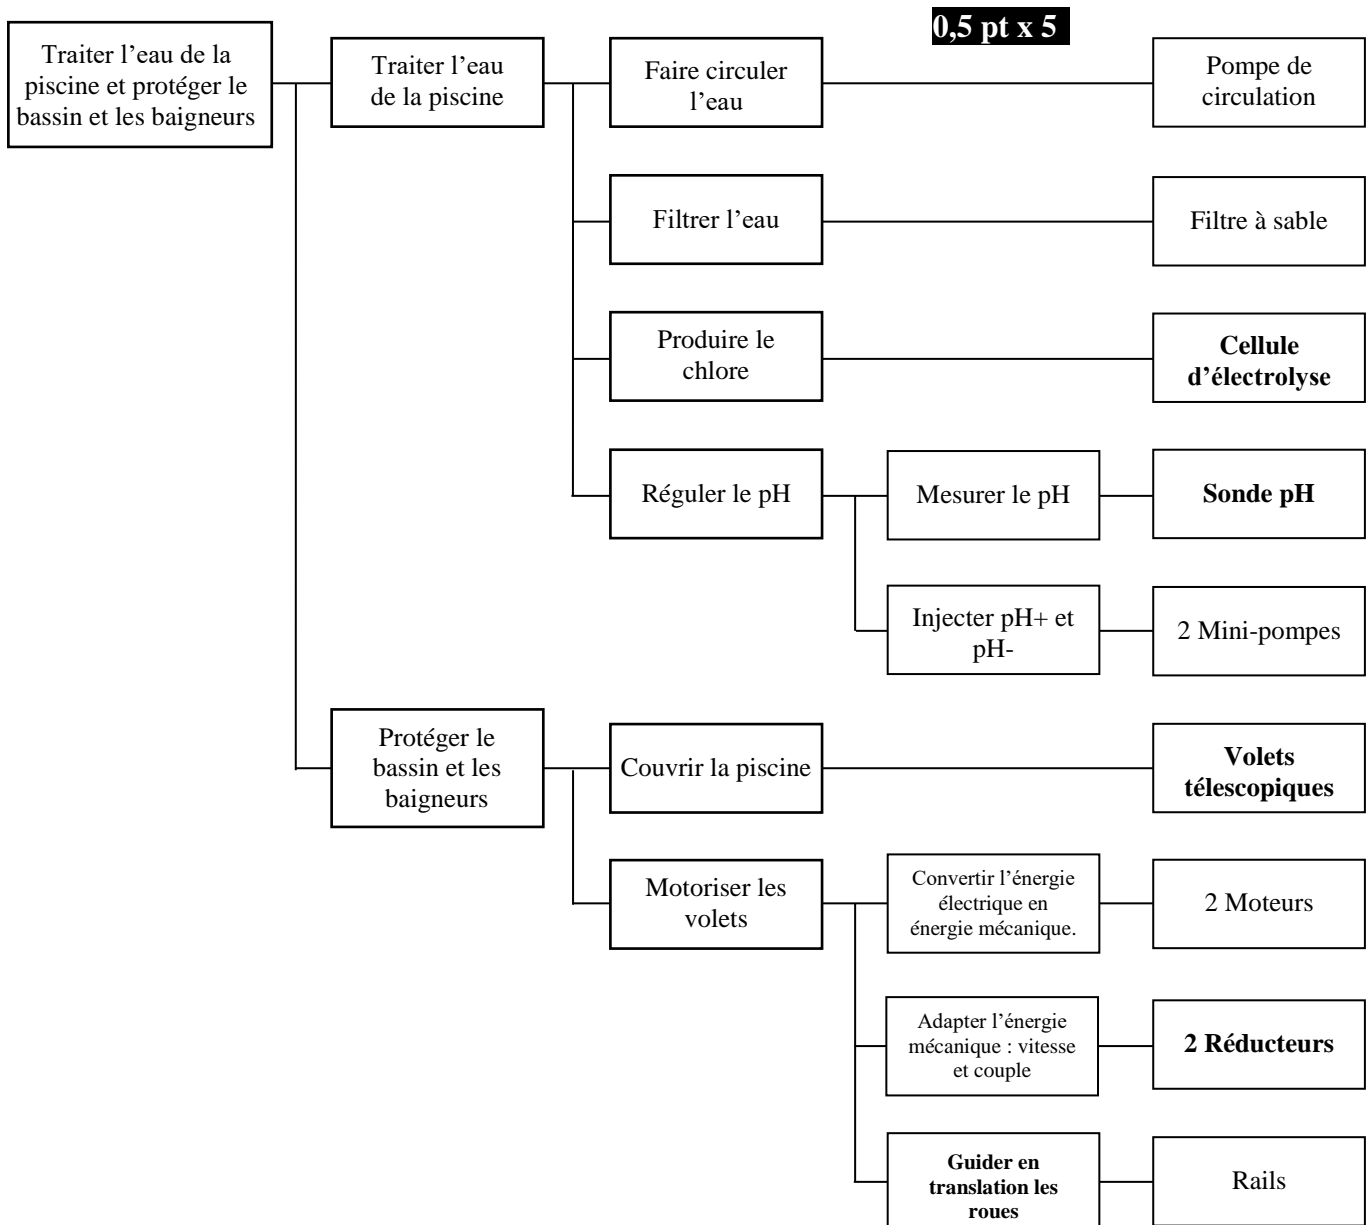 0,5 pt x 5
Traiter l’eau de la
piscine et protéger le
bassin et les baigneurs
Traiter l’eau
de la piscine
Faire circuler
l’eau
Pompe de
circulation
Filtrer l’eau
Filtre à sable
Produire le
chlore
Cellule
d’électrolyse
Réguler le pH
Mesurer le pH
Sonde pH
Injecter pH+ et
pH-
2 Mini-pompes
Protéger le
bassin et les
baigneurs
Couvrir la piscine
Volets
télescopiques
Motoriser les
volets
Convertir l’énergie
électrique en
énergie mécanique.
2 Moteurs
Adapter l’énergie
mécanique : vitesse
et couple
2 Réducteurs
Guider en
translation les
roues
Rails